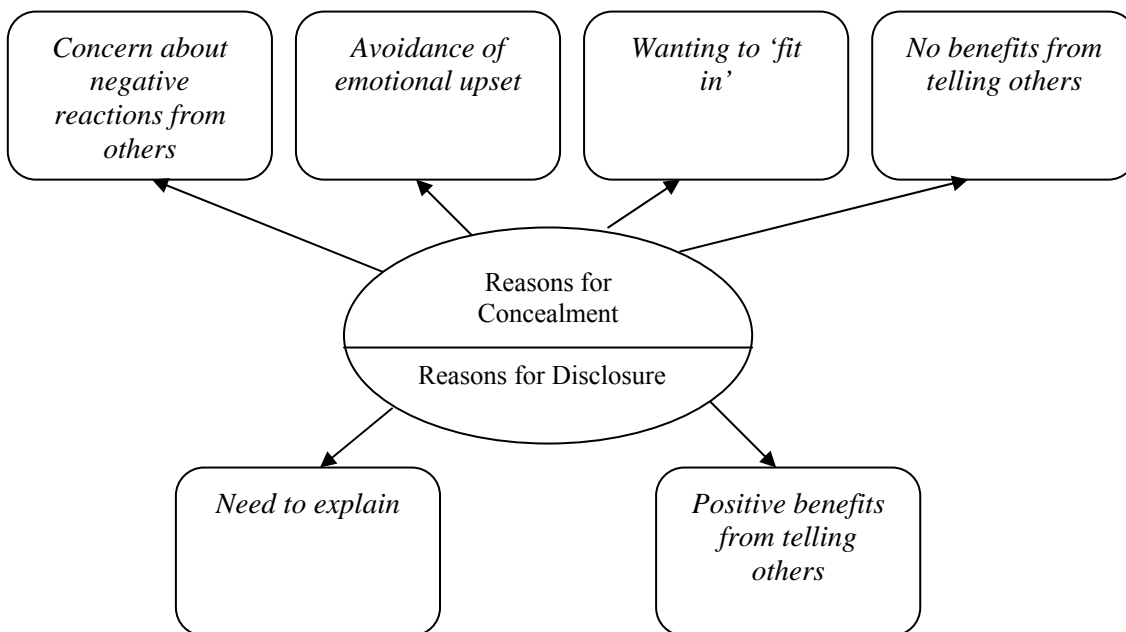 Concern about
negative
reactions from
others
Avoidance of
emotional upset
Wanting to ‘fit
in’
No benefits from
telling others
Reasons for
Concealment
Reasons for Disclosure
Need to explain
Positive benefits
from telling
others